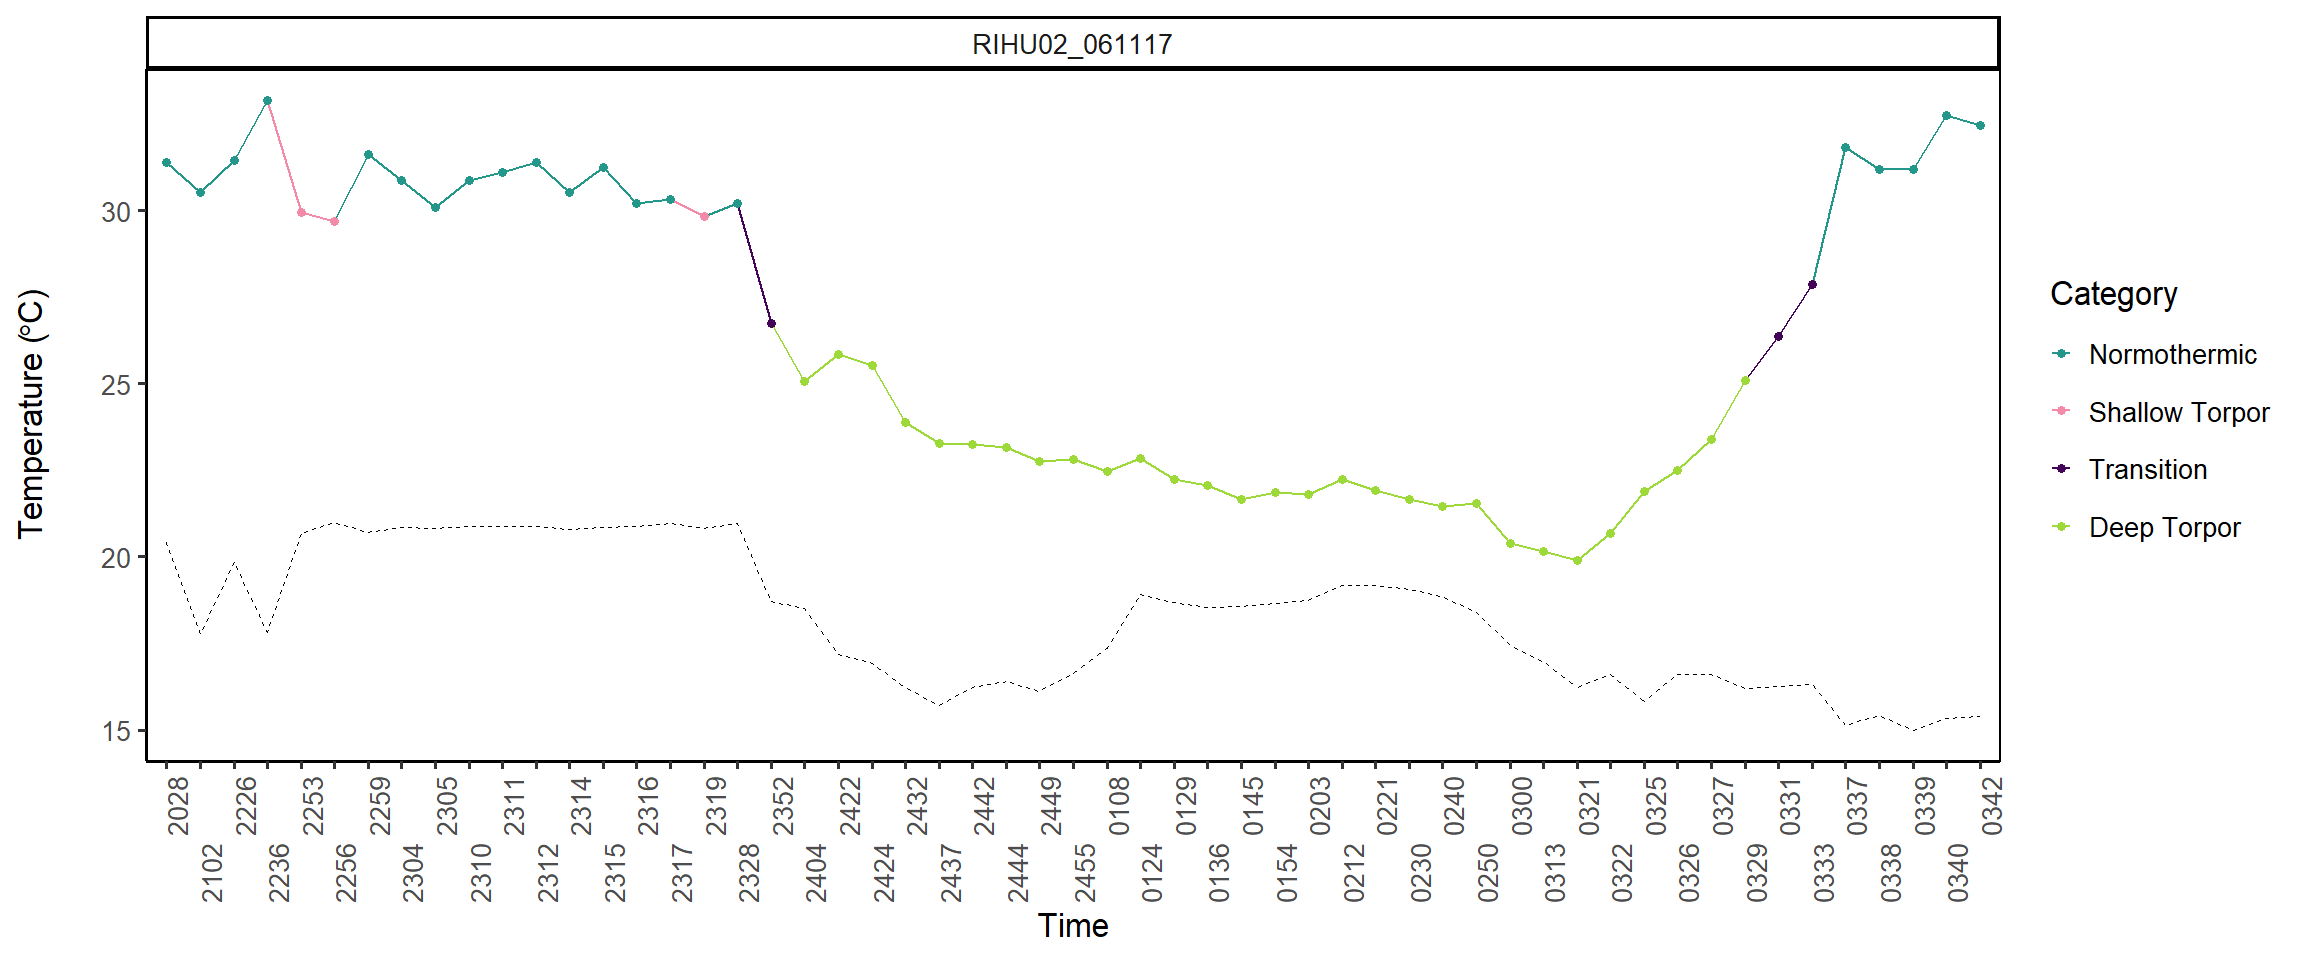 RIHU02_061117
Temperature (°C)
30
25
20
15
2028 2226 2253 2259 2305 2311 2314 2316 2319 2352 2422 2432 2442 2449 0108 0129 0145 0203 0221 0240 0300 0321 0325 0327 0331 0337 0339 0342
2102 2236 2256 2304 2310 2312 2315 2317 2328 2404 2424 2437 2444 2455 0124 0136 0154 0212 0230 0250 0313 0322 0326 0329 0333 0338 0340
Time
Category
Normothermic
Shallow Torpor
Transition
Deep Torpor